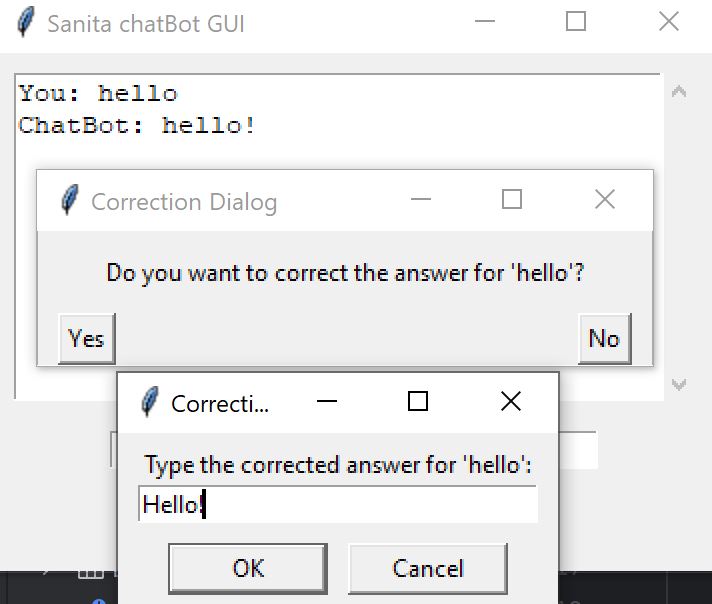 Sanita chatBot GUI
You: hello
ChatBot: hello!
Correction Dialog
Do you want to correct the answer for 'hello'?
Yes
No
Correcti...
Type the corrected answer for 'hello':
Hello!
OK
Cancel